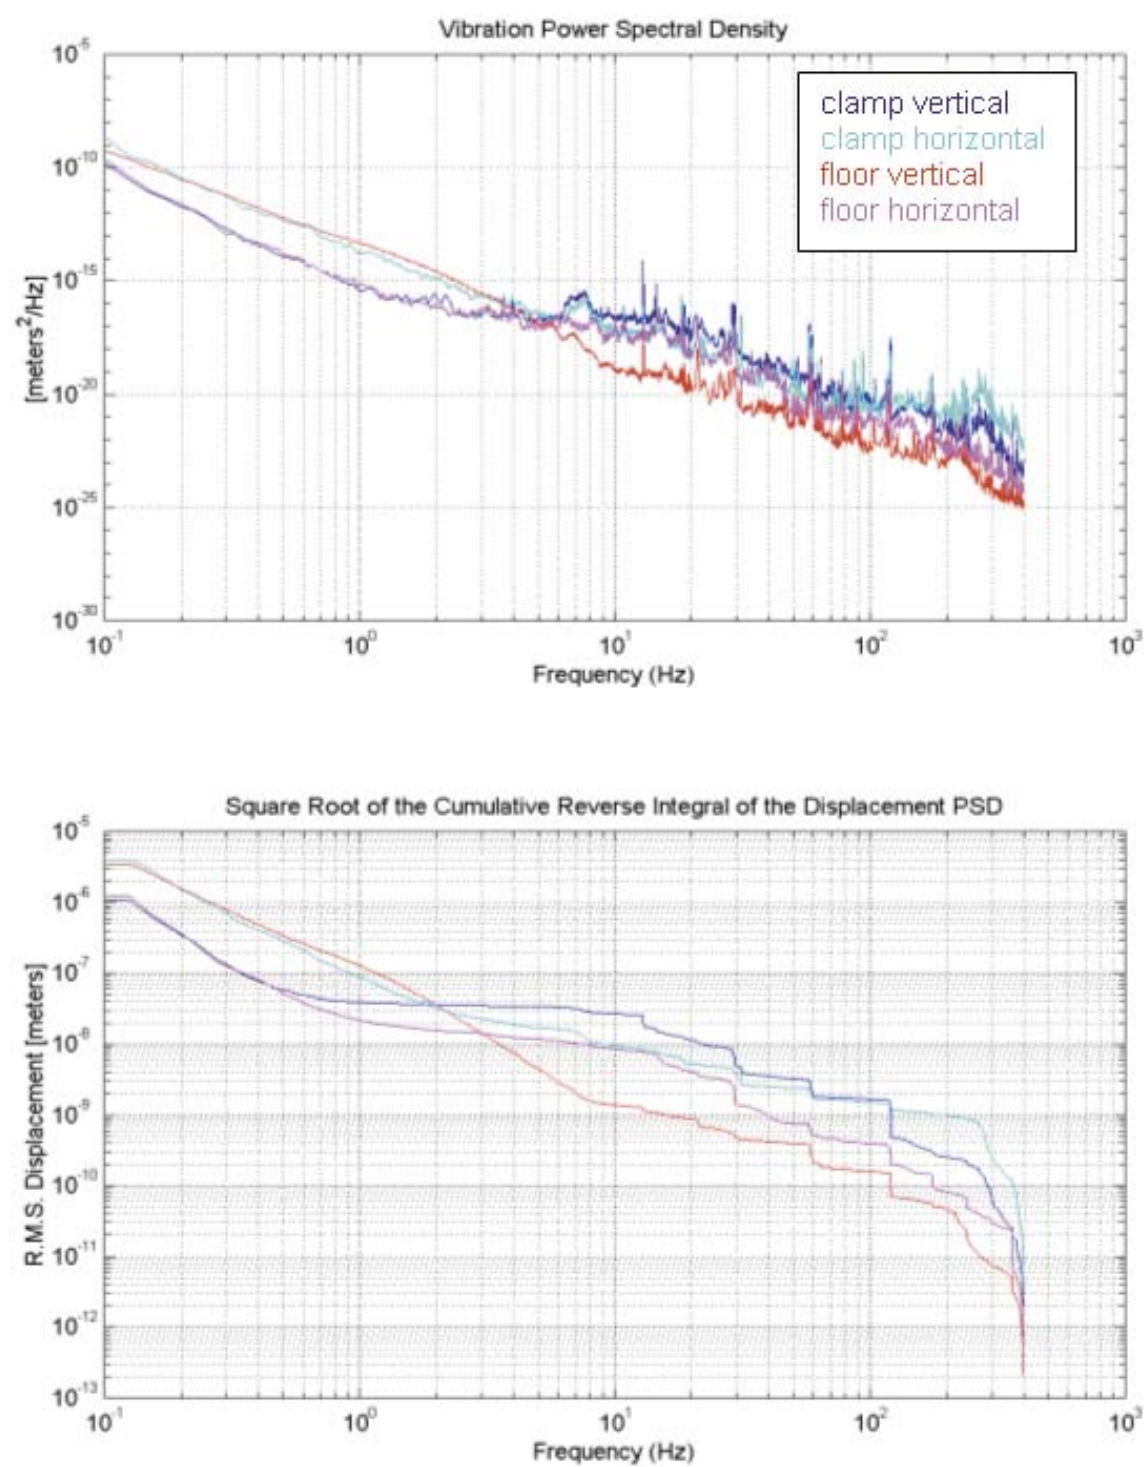 Vibration Power Spectral Density
clamp vertical
clamp horizontal
floor vertical
floor horizontal
[meters²/Hz]
10⁻⁵
10⁻¹⁰
10⁻¹⁵
10⁻²⁰
10⁻²⁵
10⁻³⁰
10⁻¹ 10⁰ 10¹ 10² 10³
Frequency (Hz)
Square Root of the Cumulative Reverse Integral of the Displacement PSD
R.M.S. Displacement [meters]
10⁻⁵
10⁻⁶
10⁻⁷
10⁻⁸
10⁻⁹
10⁻¹⁰
10⁻¹¹
10⁻¹²
10⁻¹³
10⁻¹ 10⁰ 10¹ 10² 10³
Frequency (Hz)